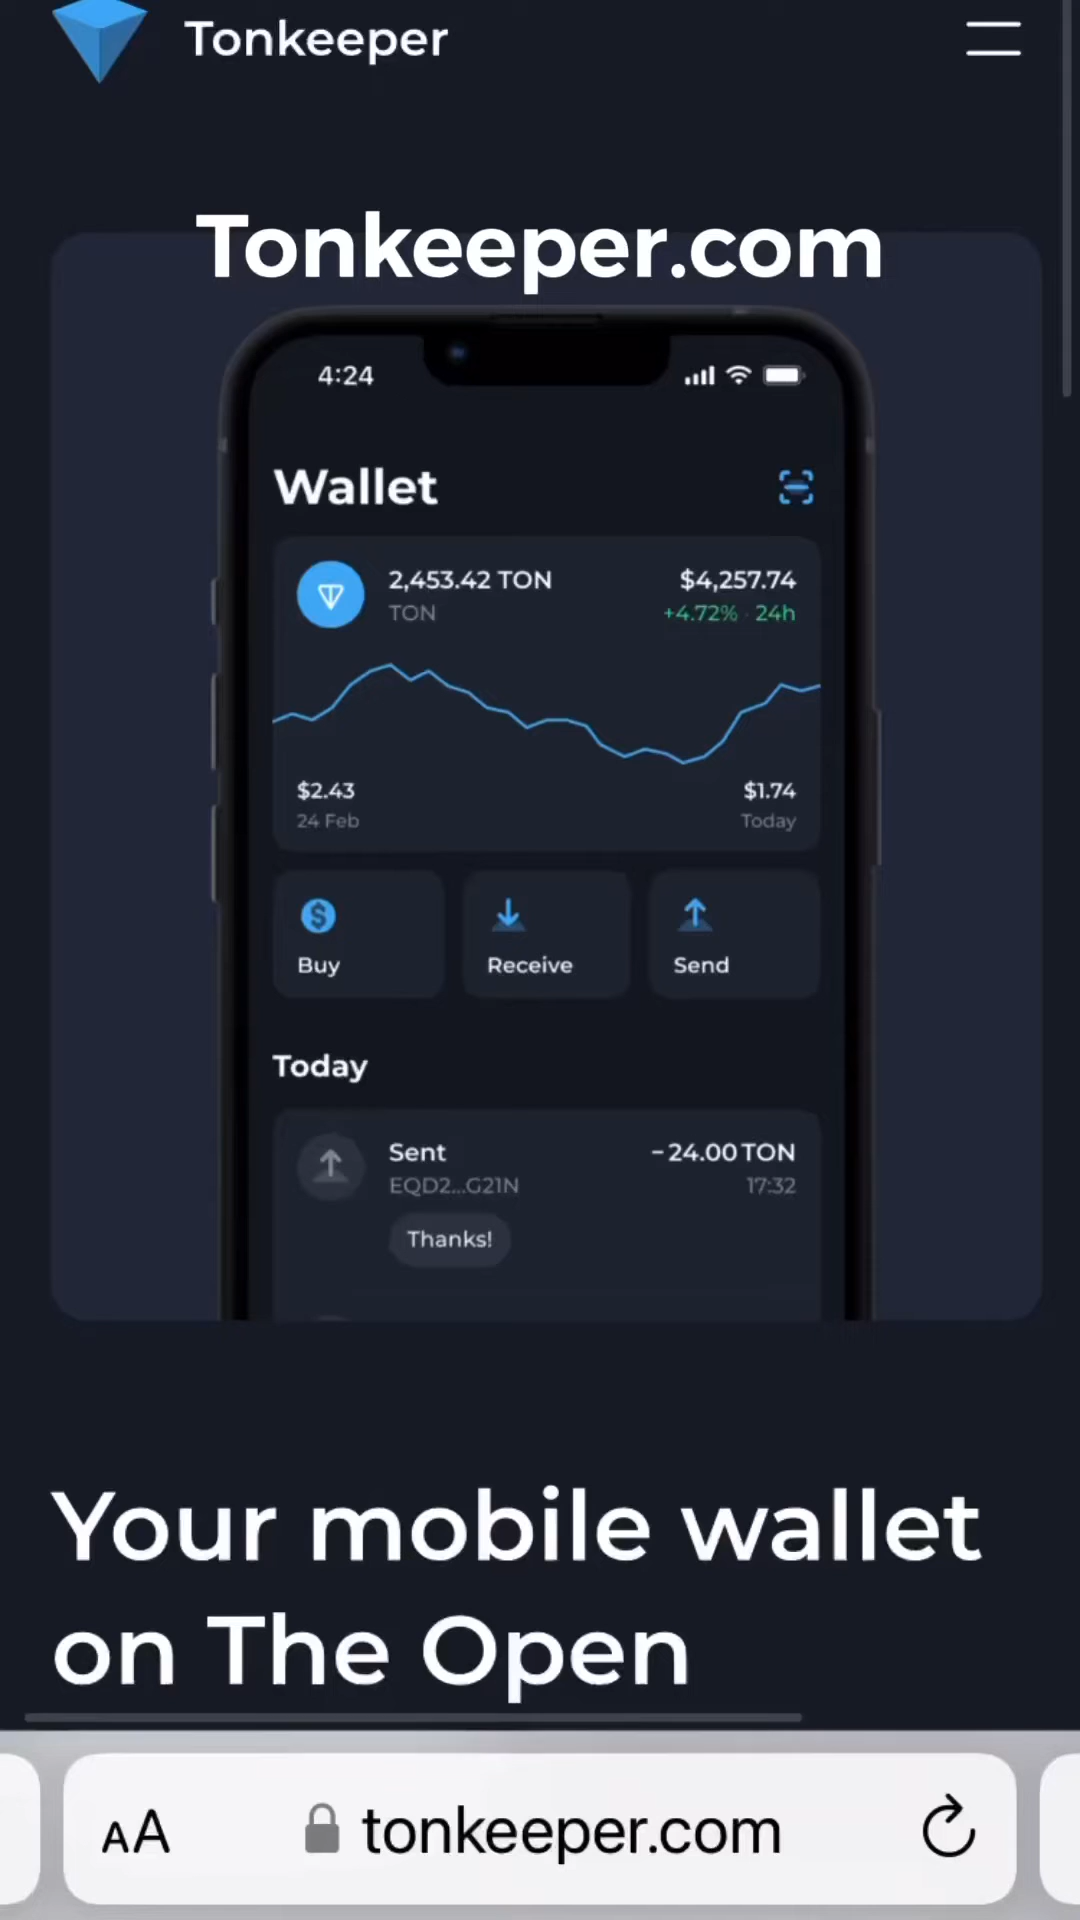 Tonkeeper
Tonkeeper.com
4:24
Wallet
2,453.42 TON
$4,257.74
TON
+4.72% · 24h
$2.43
$1.74
24 Feb
Today
Buy
Receive
Send
Today
Sent
−24.00 TON
EQD2...G21N
17:32
Thanks!
Your mobile wallet
on The Open
AA
tonkeeper.com